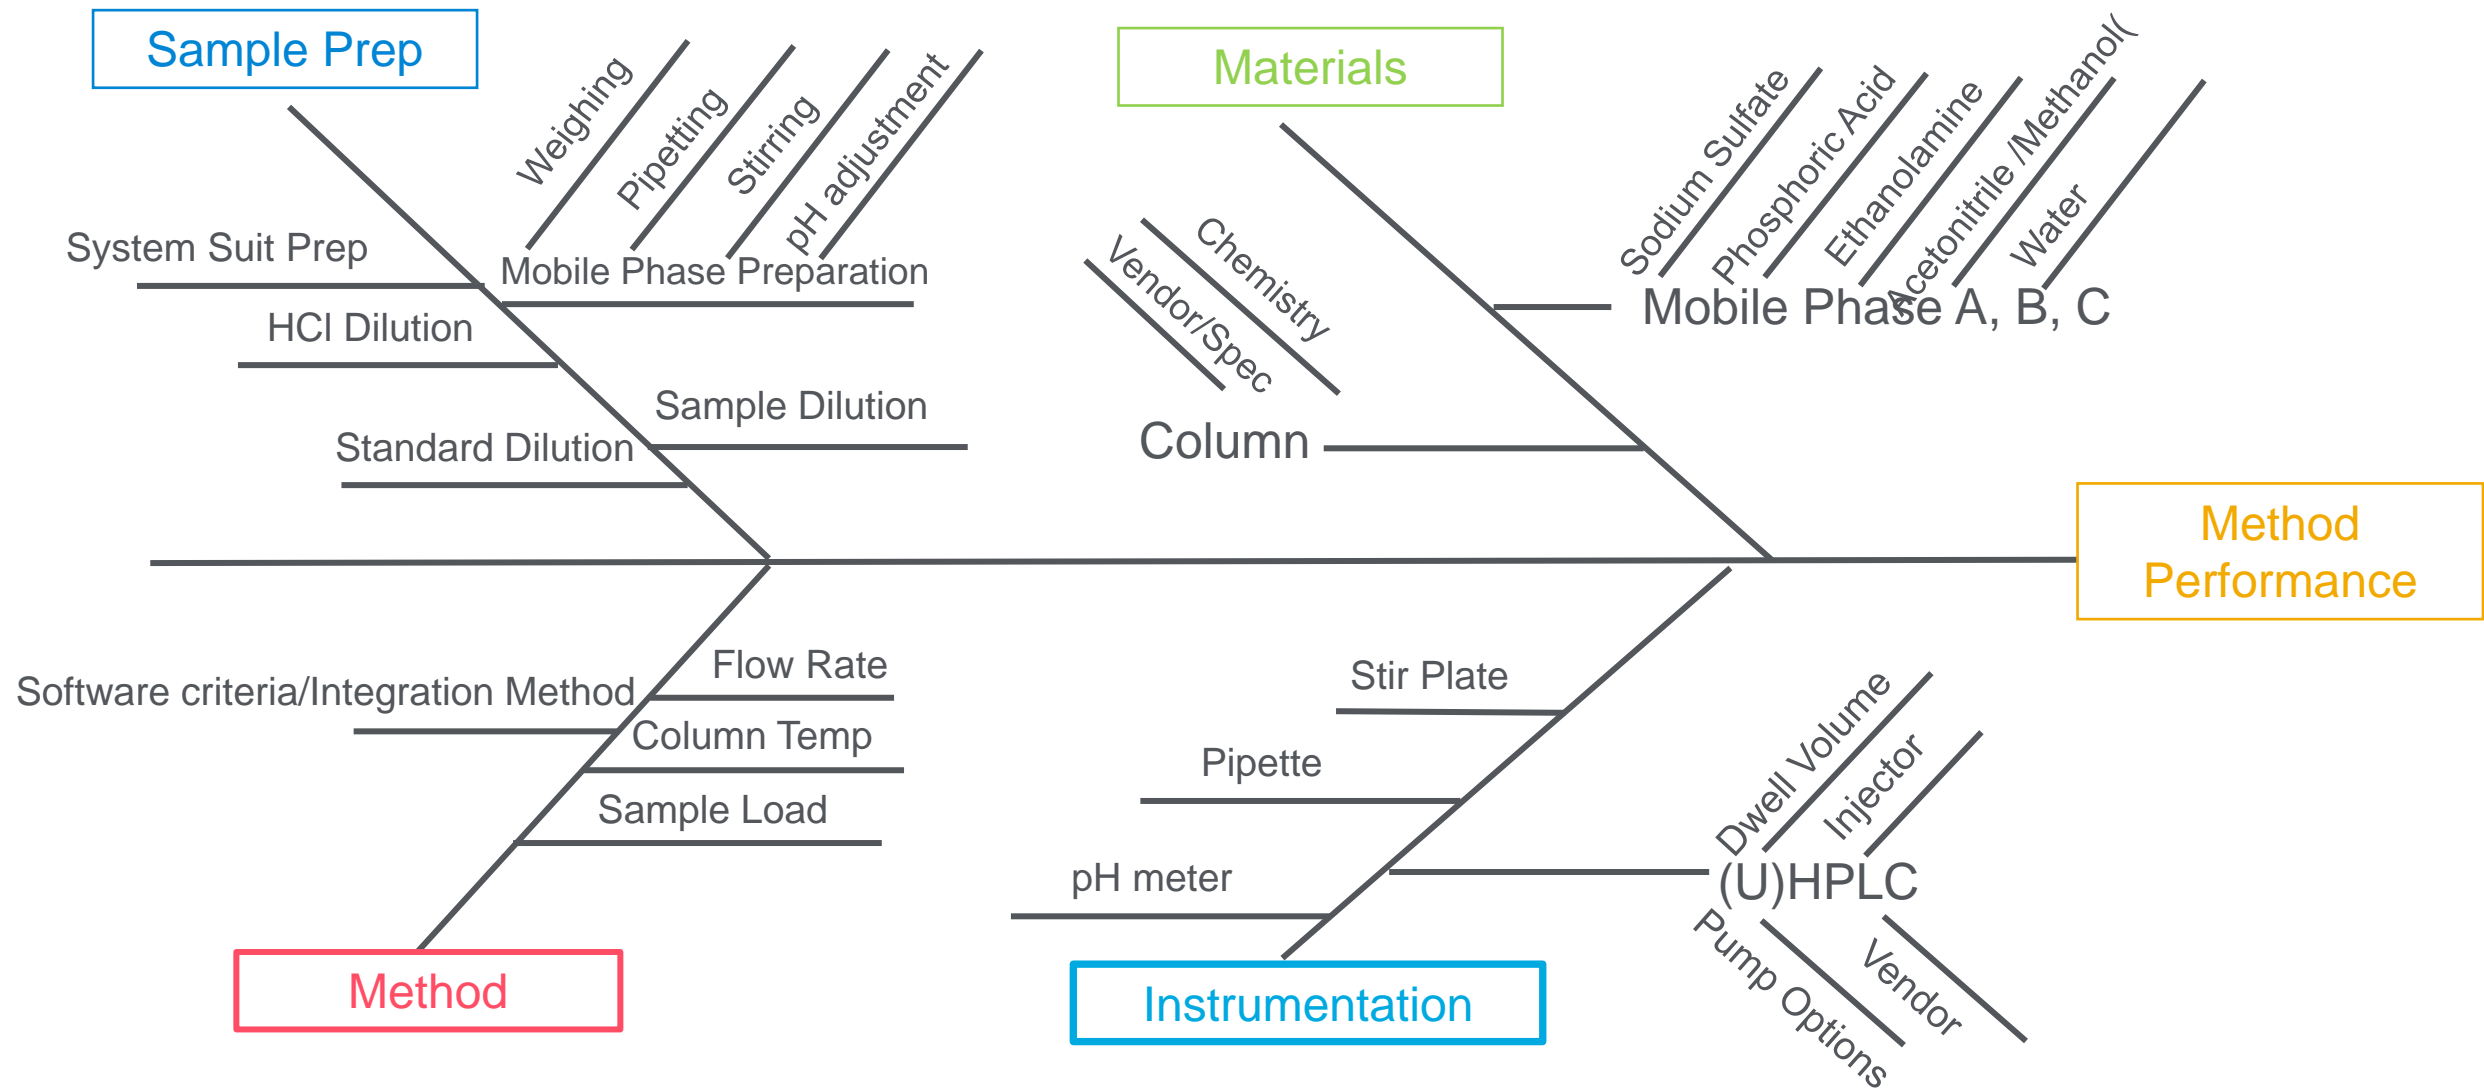 Sample Prep
Weighing
Pipetting
Stirring
pH adjustment
System Suit Prep
Mobile Phase Preparation
HCl Dilution
Sample Dilution
Standard Dilution
Materials
Sodium Sulfate
Phosphoric Acid
Ethanolamine
Acetonitrile /Methanol(
Water
Mobile Phase A, B, C
Chemistry
Vendor/Spec
Column
Method
Performance
Flow Rate
Software criteria/Integration Method
Column Temp
Sample Load
Method
Stir Plate
Pipette
pH meter
Dwell Volume
Injector
(U)HPLC
Pump Options
Vendor
Instrumentation